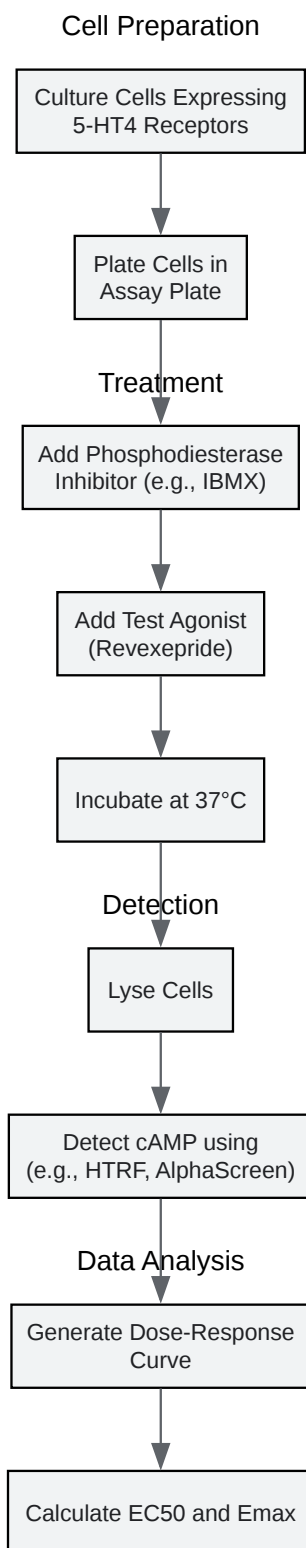 Cell Preparation
Culture Cells Expressing
5-HT4 Receptors
Plate Cells in
Assay Plate
Treatment
Add Phosphodiesterase
Inhibitor (e.g., IBMX)
Add Test Agonist
(Revexepride)
Incubate at 37°C
Detection
Lyse Cells
Detect cAMP using
(e.g., HTRF, AlphaScreen)
Data Analysis
Generate Dose-Response
Curve
Calculate EC50 and Emax